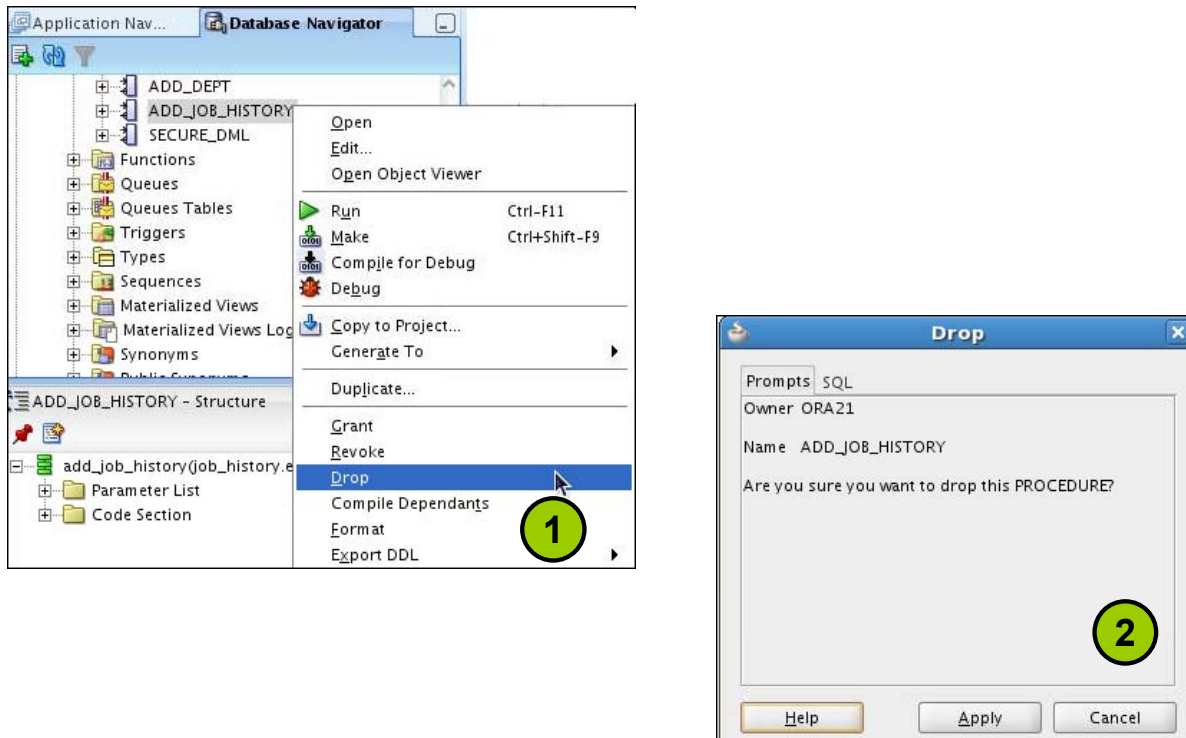 Application Nav...
Database Navigator
ADD_DEPT
ADD_JOB_HISTORY
SECURE_DML
Functions
Queues
Queues Tables
Triggers
Types
Sequences
Materialized Views
Materialized Views Log
Synonyms
Open
Edit...
Open Object Viewer
Run Ctrl-F11
Make Ctrl+Shift-F9
Compile for Debug
Debug
Copy to Project...
Generate To
Duplicate...
Grant
Revoke
Drop
Compile Dependants
Format
Export DDL
1
ADD_JOB_HISTORY - Structure
add_job_history(job_history.e
Parameter List
Code Section
Drop
Prompts SQL
Owner ORA21
Name ADD_JOB_HISTORY
Are you sure you want to drop this PROCEDURE?
2
Help Apply Cancel